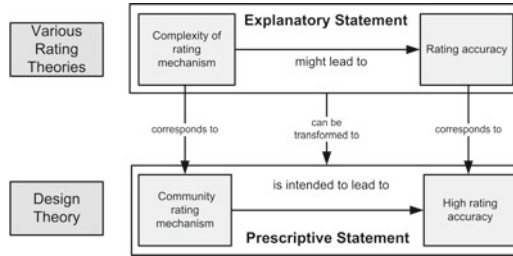 Various
Rating
Theories
Explanatory Statement
Complexity of
rating
mechanism
might lead to
Rating accuracy
corresponds to
can be
transformed to
corresponds to
Design
Theory
Community
rating
mechanism
is intended to lead to
High rating
accuracy
Prescriptive Statement